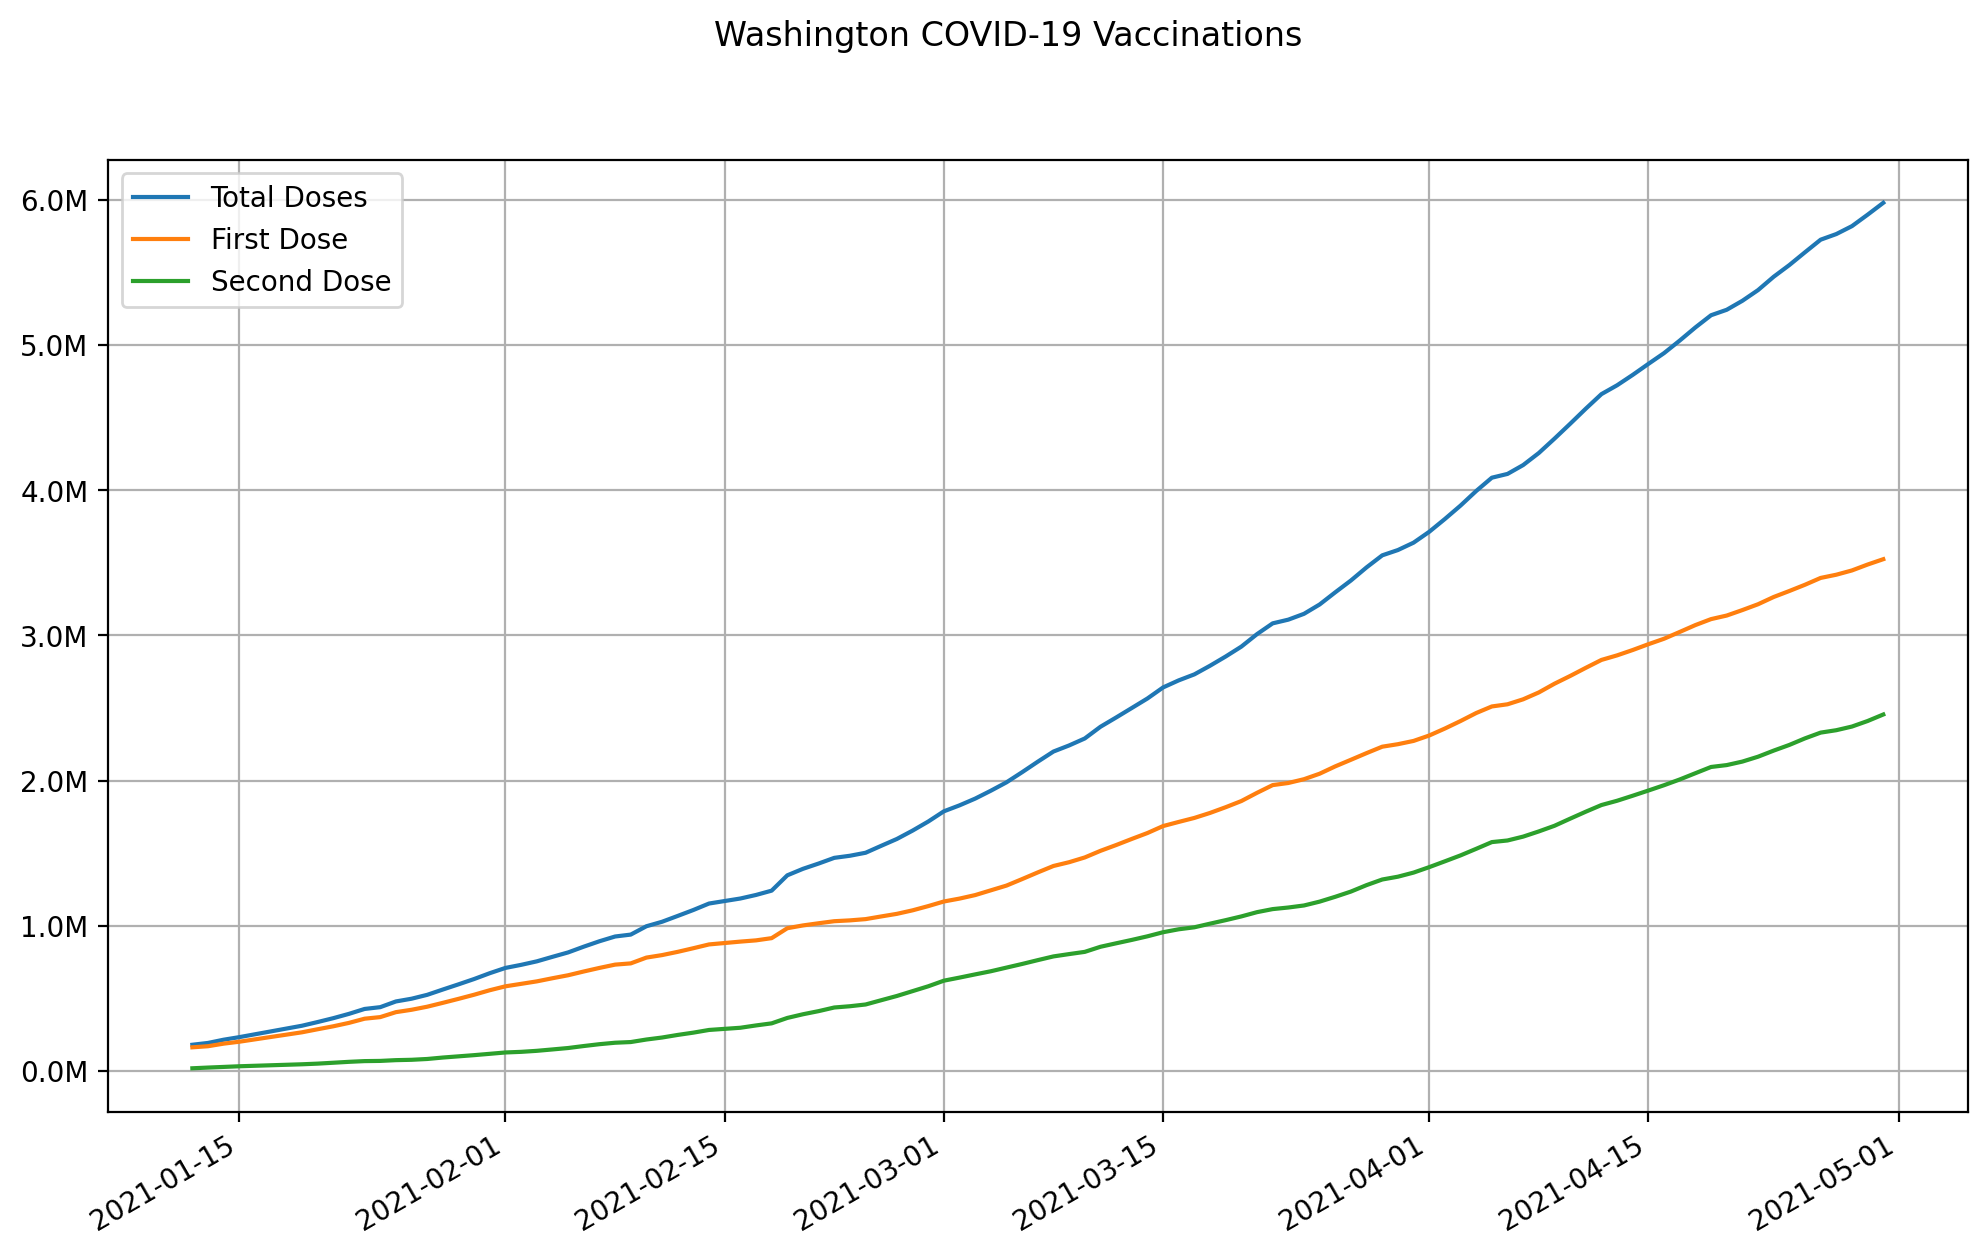 Washington COVID-19 Vaccinations
Total Doses
First Dose
Second Dose
6.0M
5.0M
4.0M
3.0M
2.0M
1.0M
0.0M
2021-01-15
2021-02-01
2021-02-15
2021-03-01
2021-03-15
2021-04-01
2021-04-15
2021-05-01